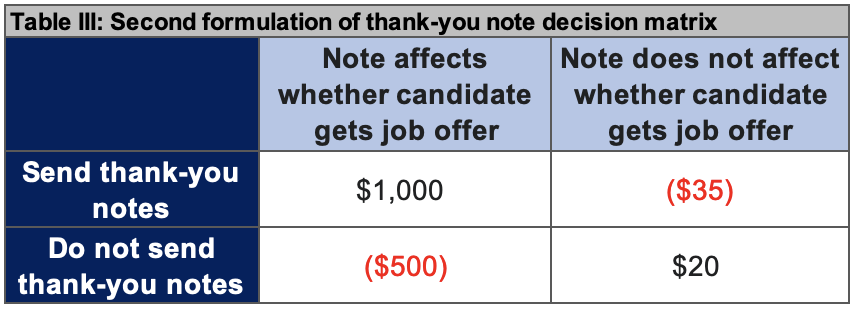 Table III: Second formulation of thank-you note decision matrix
Note affects
whether candidate
gets job offer
Note does not affect
whether candidate
gets job offer
Send thank-you
notes
$1,000
($35)
Do not send
thank-you notes
($500)
$20